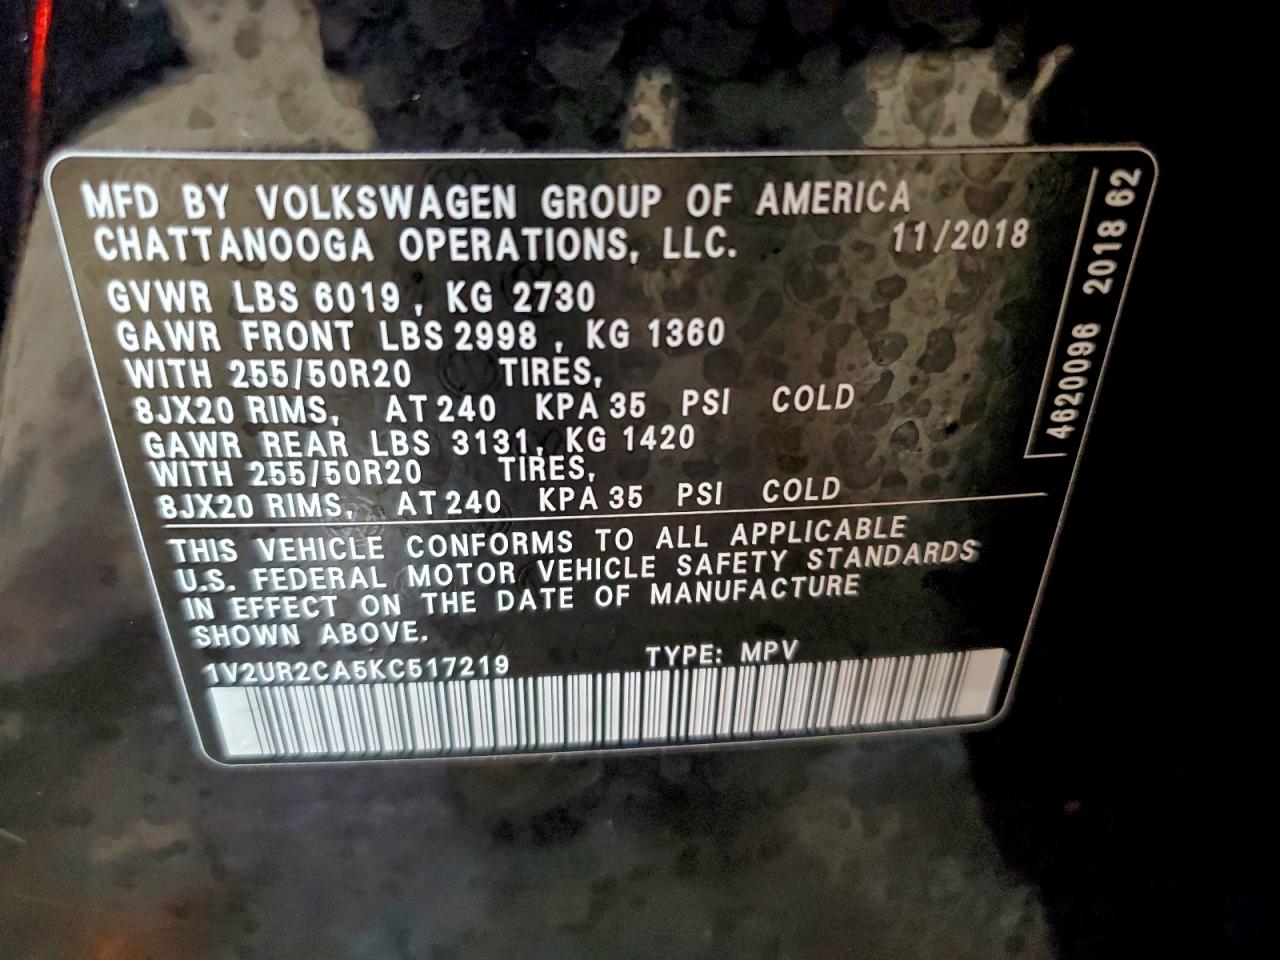 MFD BY VOLKSWAGEN GROUP OF AMERICA
CHATTANOOGA OPERATIONS, LLC. 11/2018
GVWR LBS 6019 , KG 2730
GAWR FRONT LBS 2998 , KG 1360
WITH 255/50R20 TIRES,
8JX20 RIMS, AT 240 KPA 35 PSI COLD
GAWR REAR LBS 3131, KG 1420
WITH 255/50R20 TIRES,
8JX20 RIMS, AT 240 KPA 35 PSI COLD
THIS VEHICLE CONFORMS TO ALL APPLICABLE
U.S. FEDERAL MOTOR VEHICLE SAFETY STANDARDS
IN EFFECT ON THE DATE OF MANUFACTURE
SHOWN ABOVE.
1V2UR2CA5KC517219 TYPE: MPV
4620096 2018 62